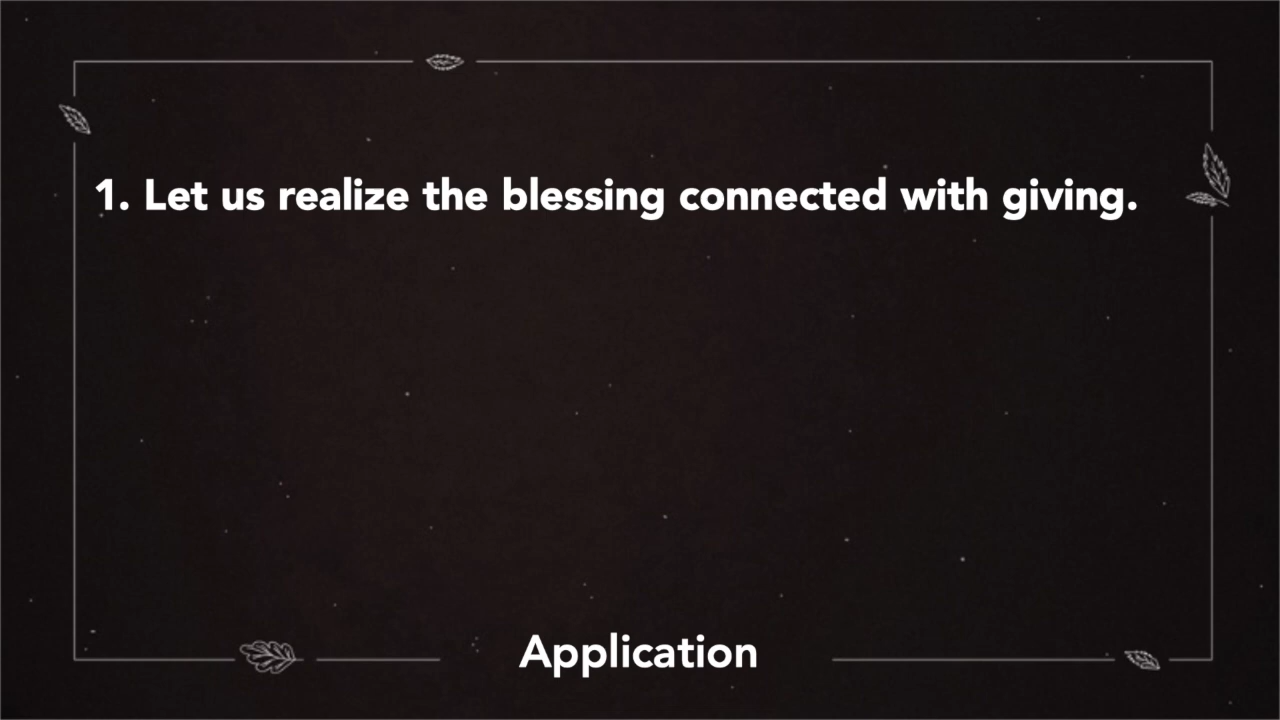 1. Let us realize the blessing connected with giving.
Application